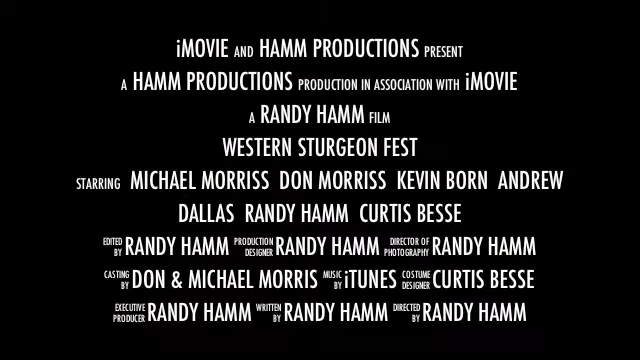 iMOVIE AND HAMM PRODUCTIONS PRESENT
A HAMM PRODUCTIONS PRODUCTION IN ASSOCIATION WITH iMOVIE
A RANDY HAMM FILM
WESTERN STURGEON FEST
STARRING MICHAEL MORRISS DON MORRISS KEVIN BORN ANDREW
DALLAS RANDY HAMM CURTIS BESSE
EDITED BY RANDY HAMM PRODUCTION DESIGNER RANDY HAMM DIRECTOR OF PHOTOGRAPHY RANDY HAMM
CASTING BY DON & MICHAEL MORRIS MUSIC BY iTUNES COSTUME DESIGNER CURTIS BESSE
EXECUTIVE PRODUCER RANDY HAMM WRITTEN BY RANDY HAMM DIRECTED BY RANDY HAMM